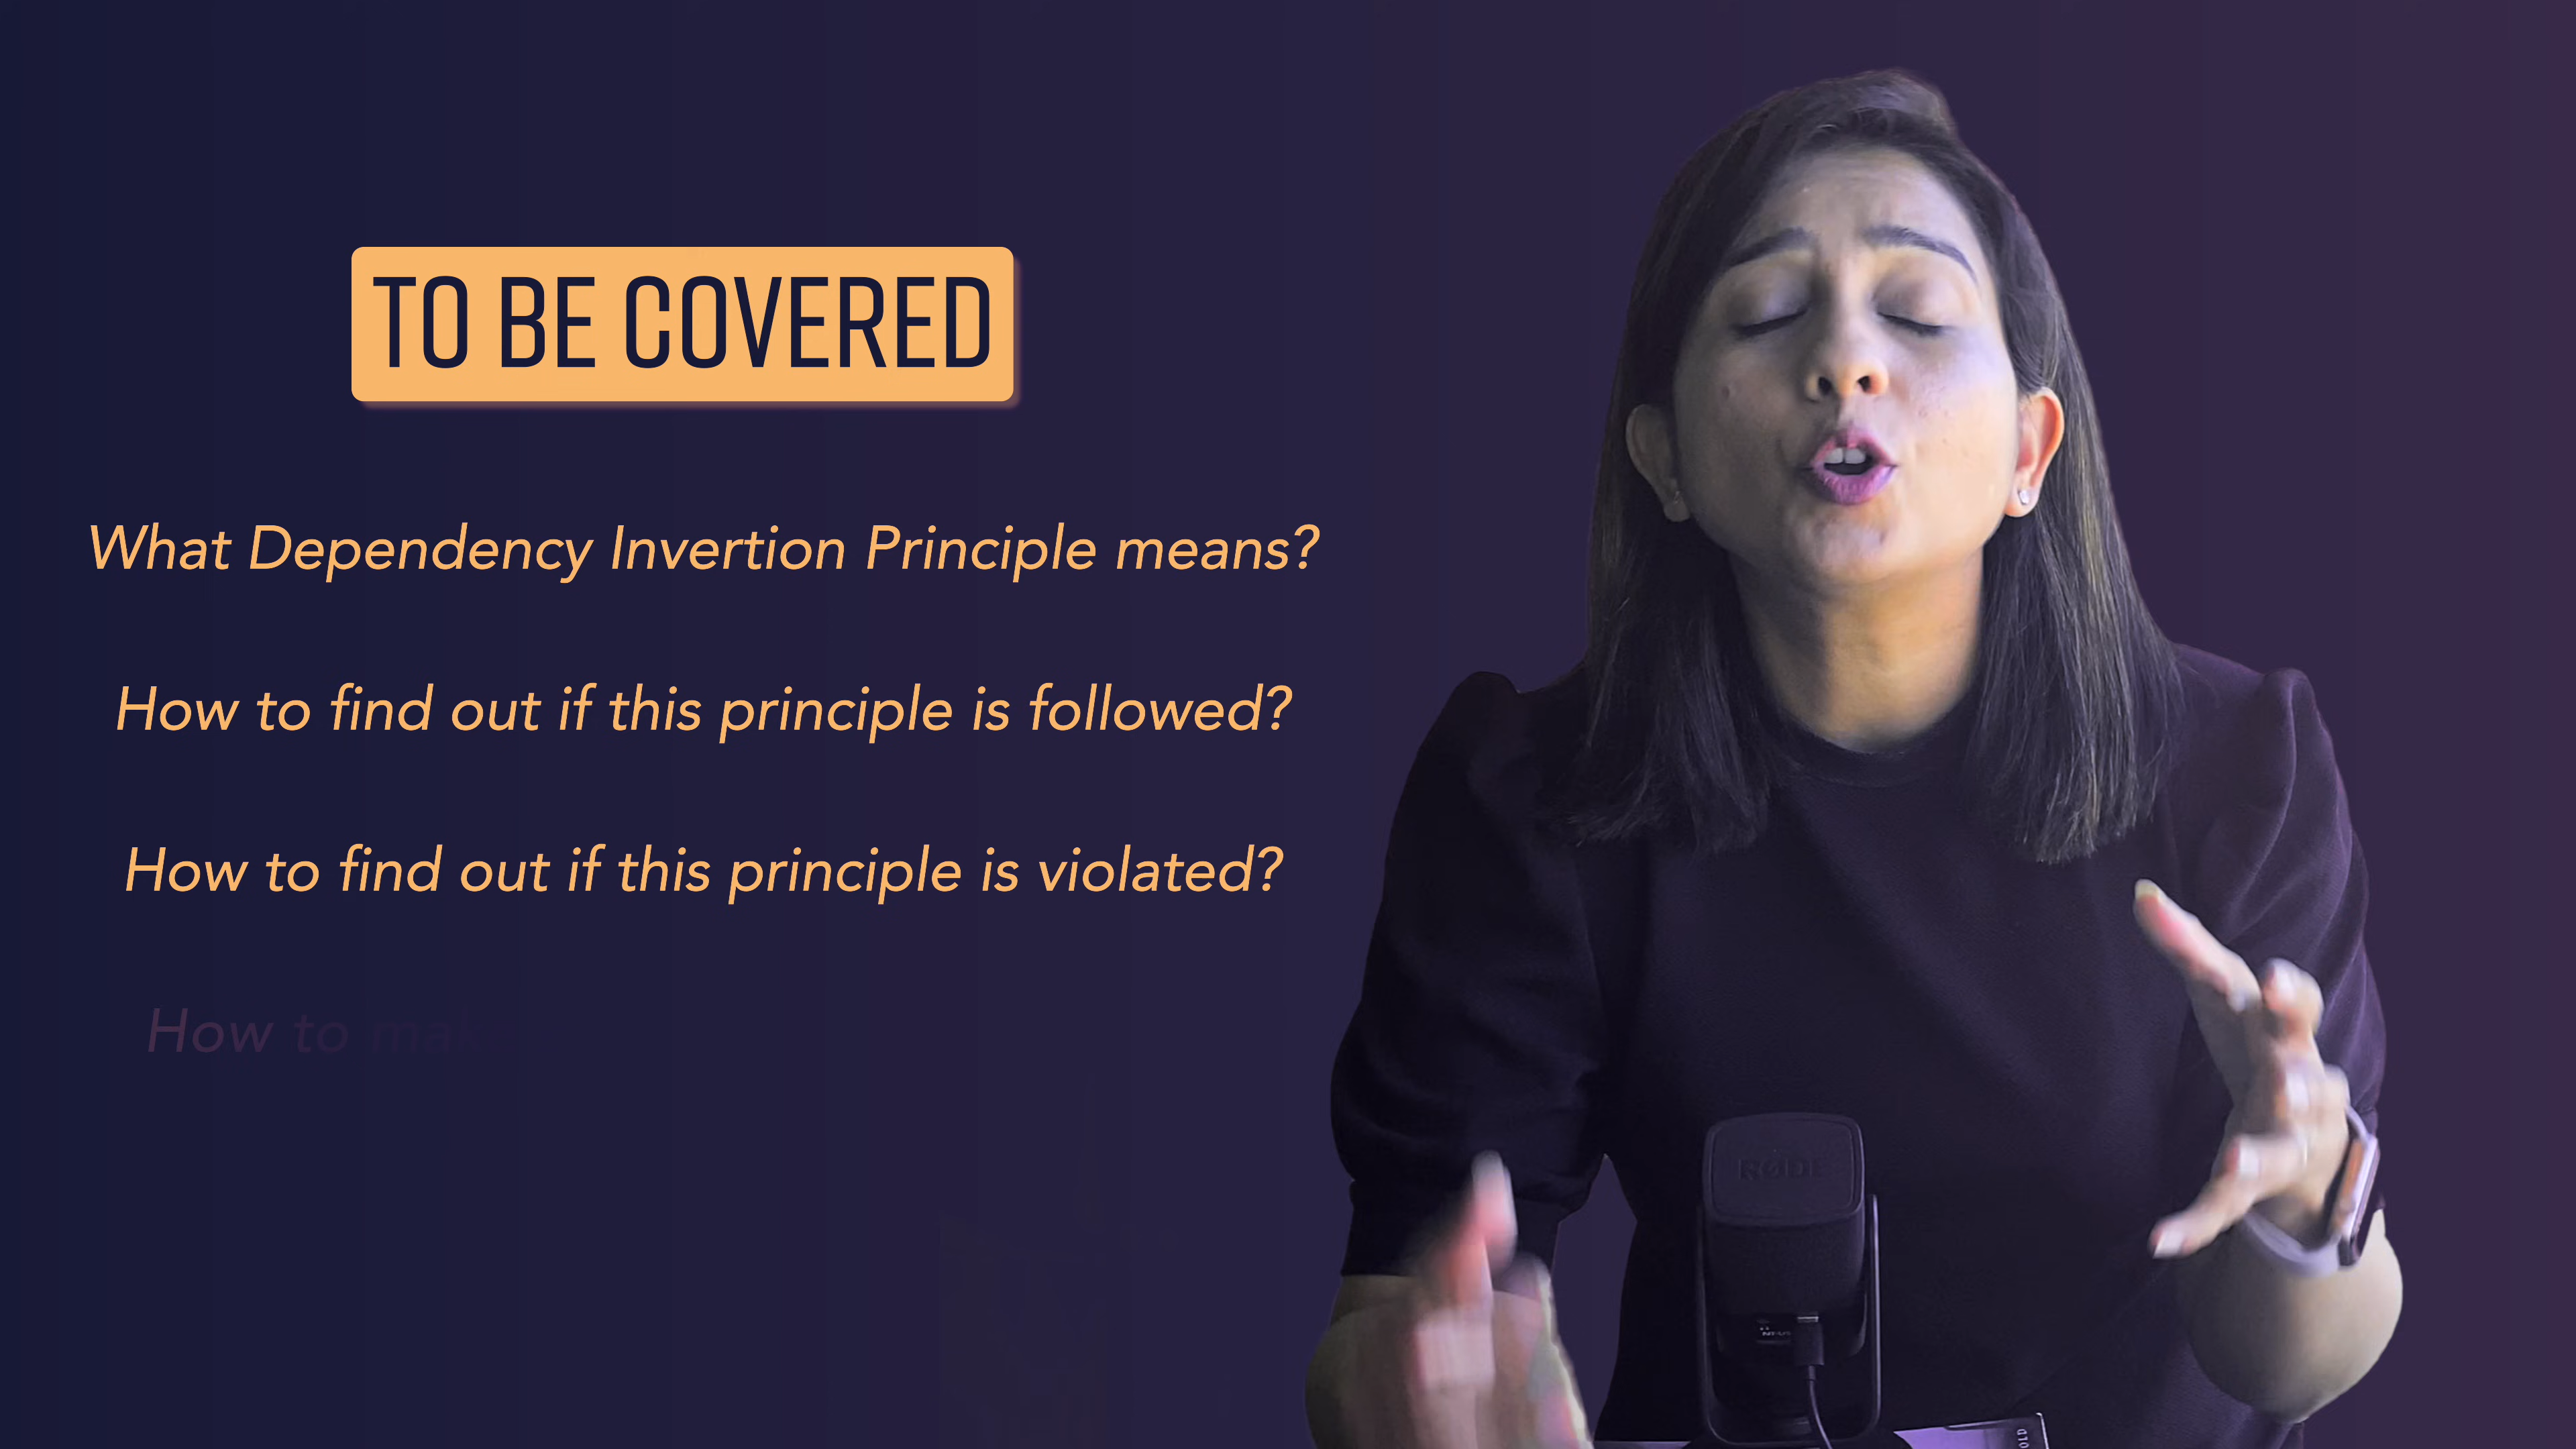 TO BE COVERED
What Dependency Invertion Principle means?
How to find out if this principle is followed?
How to find out if this principle is violated?
How to
RØDE